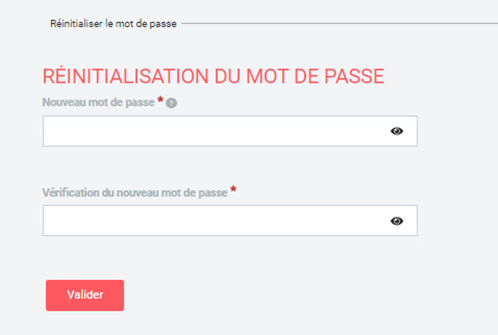 Réinitialiser le mot de passe
RÉINITIALISATION DU MOT DE PASSE
Nouveau mot de passe * ?
Vérification du nouveau mot de passe *
Valider